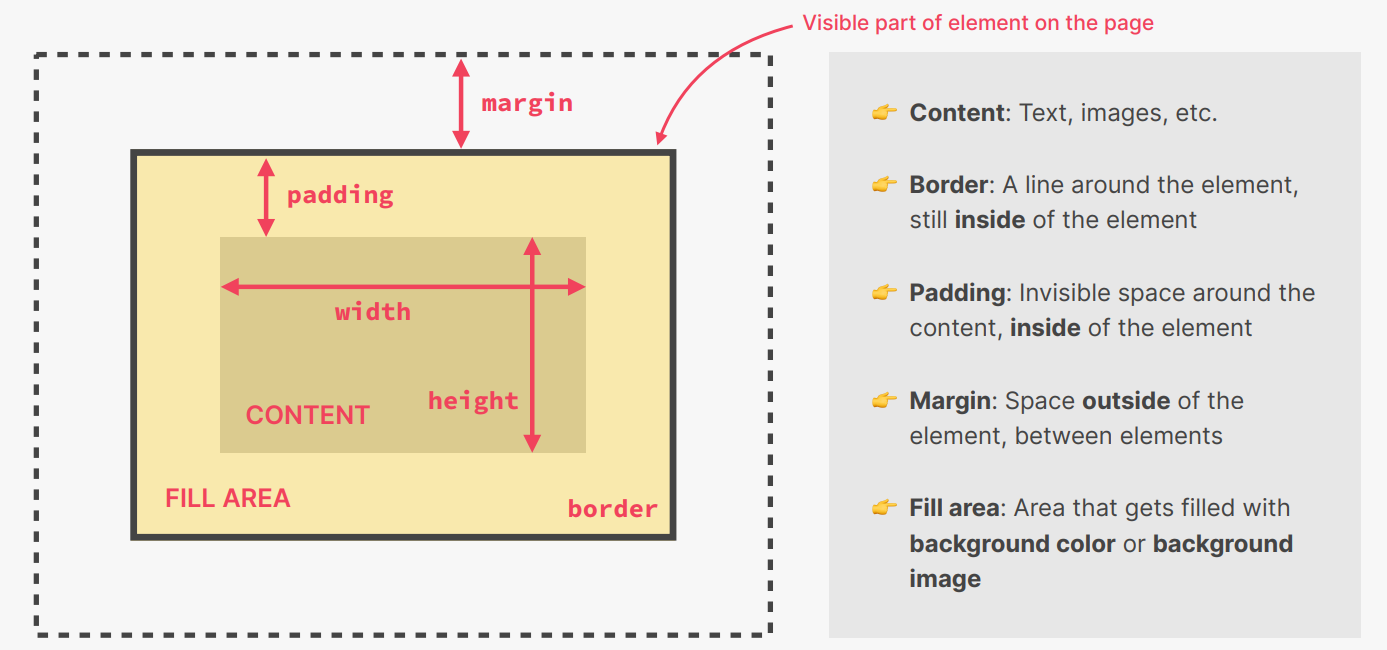 Visible part of element on the page
margin
padding
width
height
CONTENT
FILL AREA
border
👉 Content: Text, images, etc.
👉 Border: A line around the element,
still inside of the element
👉 Padding: Invisible space around the
content, inside of the element
👉 Margin: Space outside of the
element, between elements
👉 Fill area: Area that gets filled with
background color or background
image